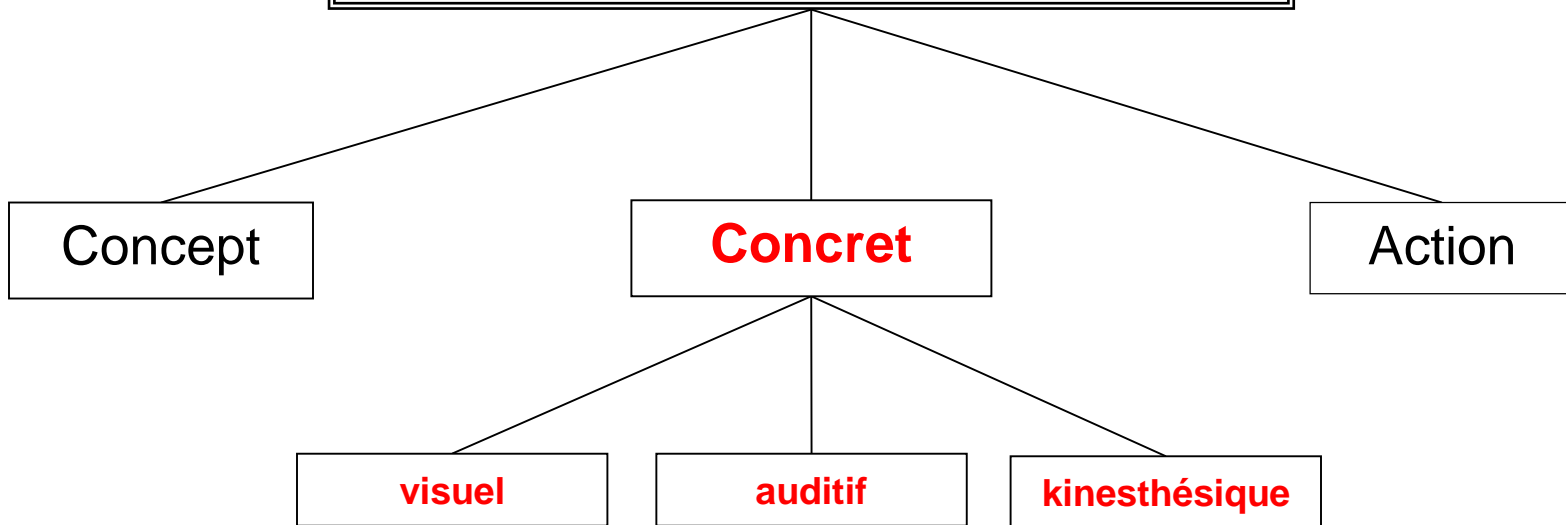 Concept
Concret
Action
visuel
auditif
kinesthésique